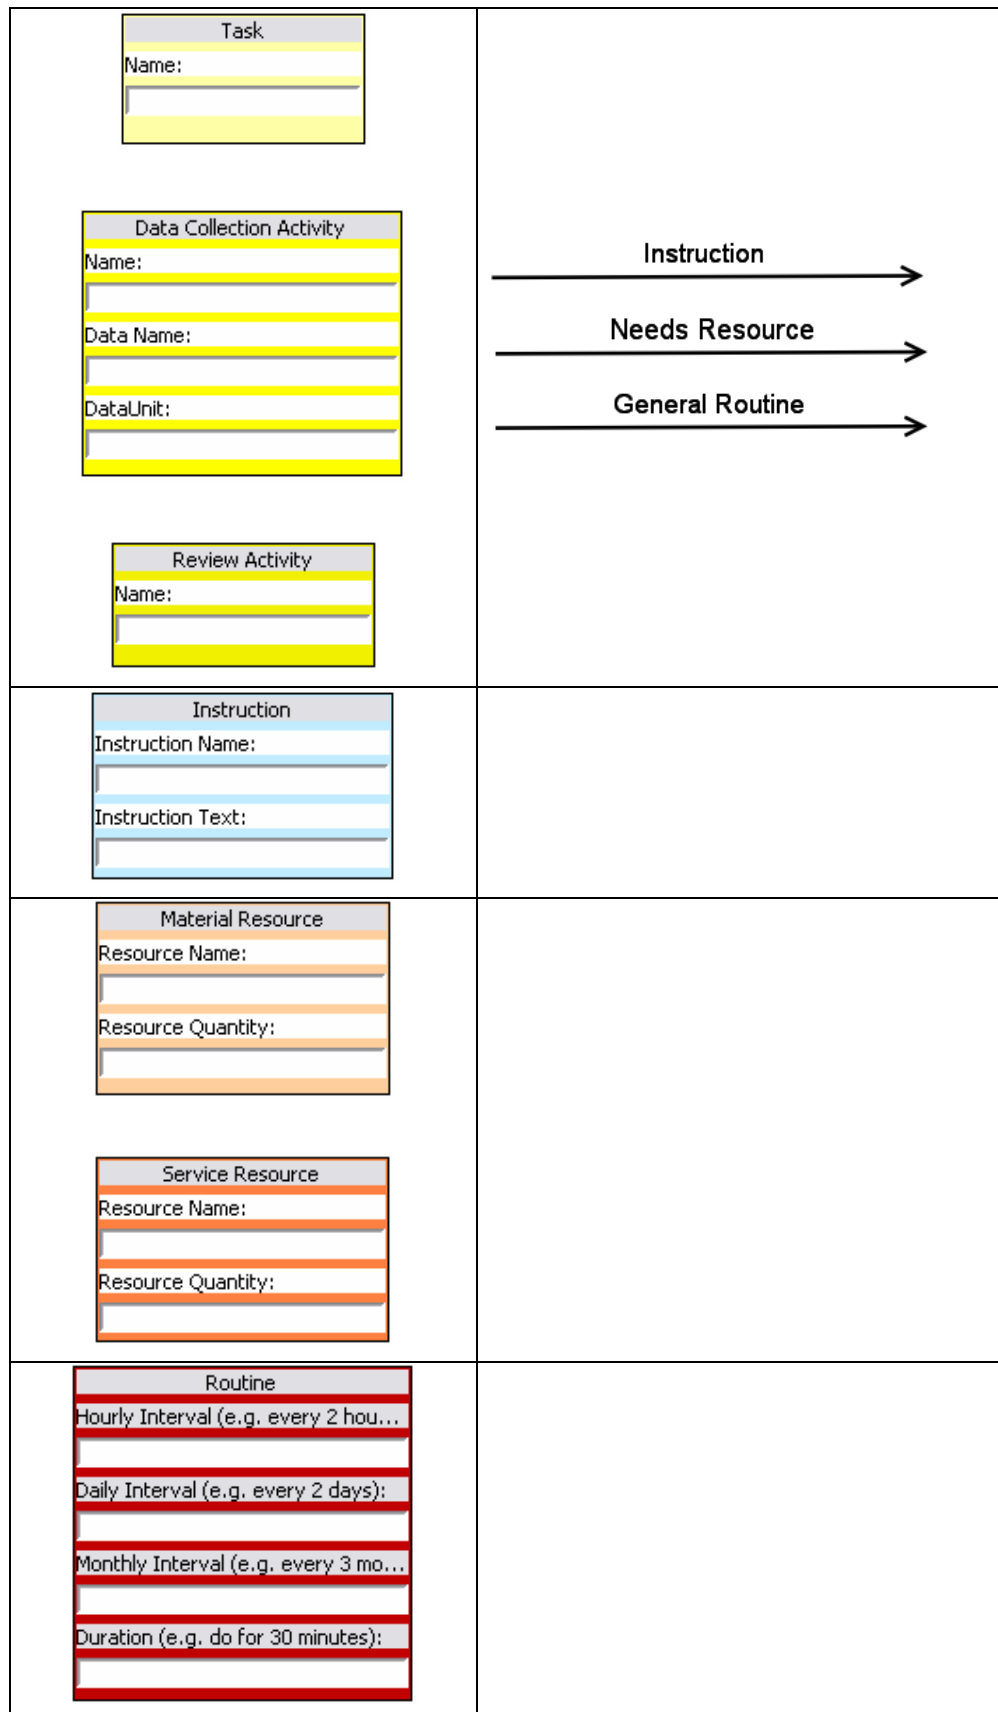 Task
Name:
Data Collection Activity
Name:
Data Name:
DataUnit:
Review Activity
Name:
Instruction
Needs Resource
General Routine
Instruction
Instruction Name:
Instruction Text:
Material Resource
Resource Name:
Resource Quantity:
Service Resource
Resource Name:
Resource Quantity:
Routine
Hourly Interval (e.g. every 2 hou...
Daily Interval (e.g. every 2 days):
Monthly Interval (e.g. every 3 mo...
Duration (e.g. do for 30 minutes):